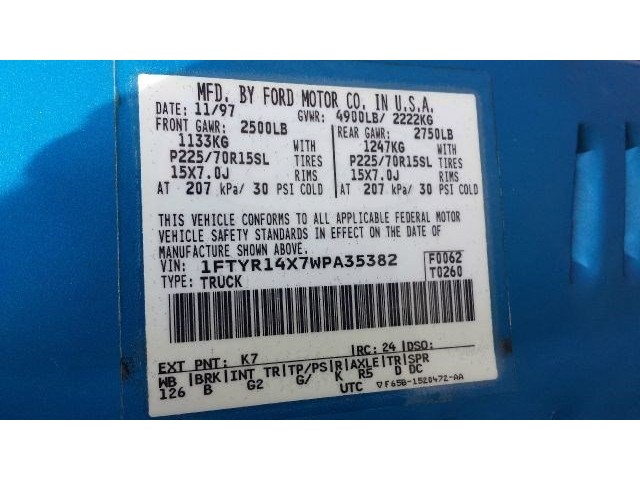 MFD. BY FORD MOTOR CO. IN U.S.A.
DATE: 11/97 GVWR: 4900LB/ 2222KG
FRONT GAWR: 2500LB REAR GAWR: 2750LB
1133KG WITH 1247KG WITH
P225/70R15SL TIRES P225/70R15SL TIRES
15X7.0J RIMS 15X7.0J RIMS
AT 207 kPa/ 30 PSI COLD AT 207 kPa/ 30 PSI COLD
THIS VEHICLE CONFORMS TO ALL APPLICABLE FEDERAL MOTOR
VEHICLE SAFETY STANDARDS IN EFFECT ON THE DATE OF
MANUFACTURE SHOWN ABOVE.
VIN: 1FTYR14X7WPA35382 F0062
TYPE: TRUCK T0260
EXT PNT: K7 RC: 24 DSO:
WB BRK INT TR TP/PS R AXLE TR SPR
126 B G2 G/ K R5 D DC
UTC ▽F65B-1520472-AA